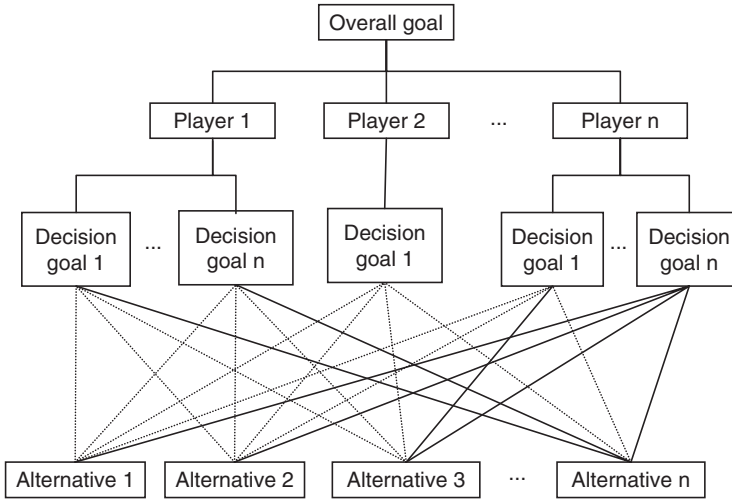 Overall goal
Player 1
Player 2
...
Player n
Decision
goal 1
...
Decision
goal n
Decision
goal 1
Decision
goal 1
...
Decision
goal n
Alternative 1
Alternative 2
Alternative 3
...
Alternative n